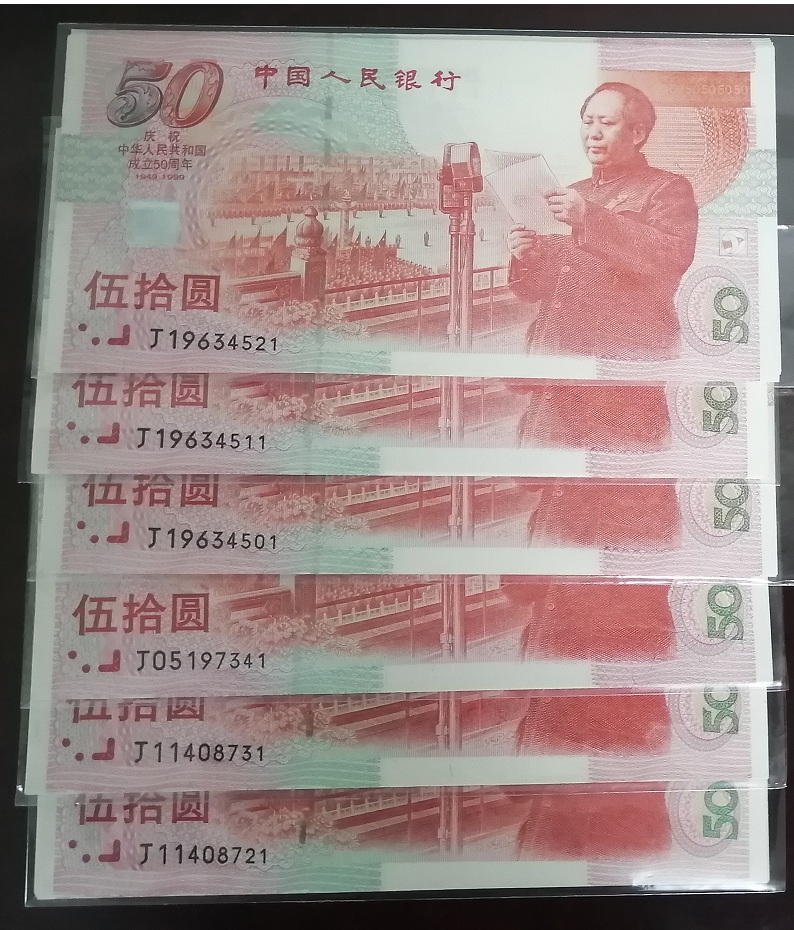 50
中国人民银行
庆祝
中华人民共和国
成立50周年
1949-1999
伍拾圆
J19634521
50
伍拾圆
J19634511
50
伍拾圆
J19634501
50
伍拾圆
J05197341
50
伍拾圆
J11408731
50
伍拾圆
J11408721
50